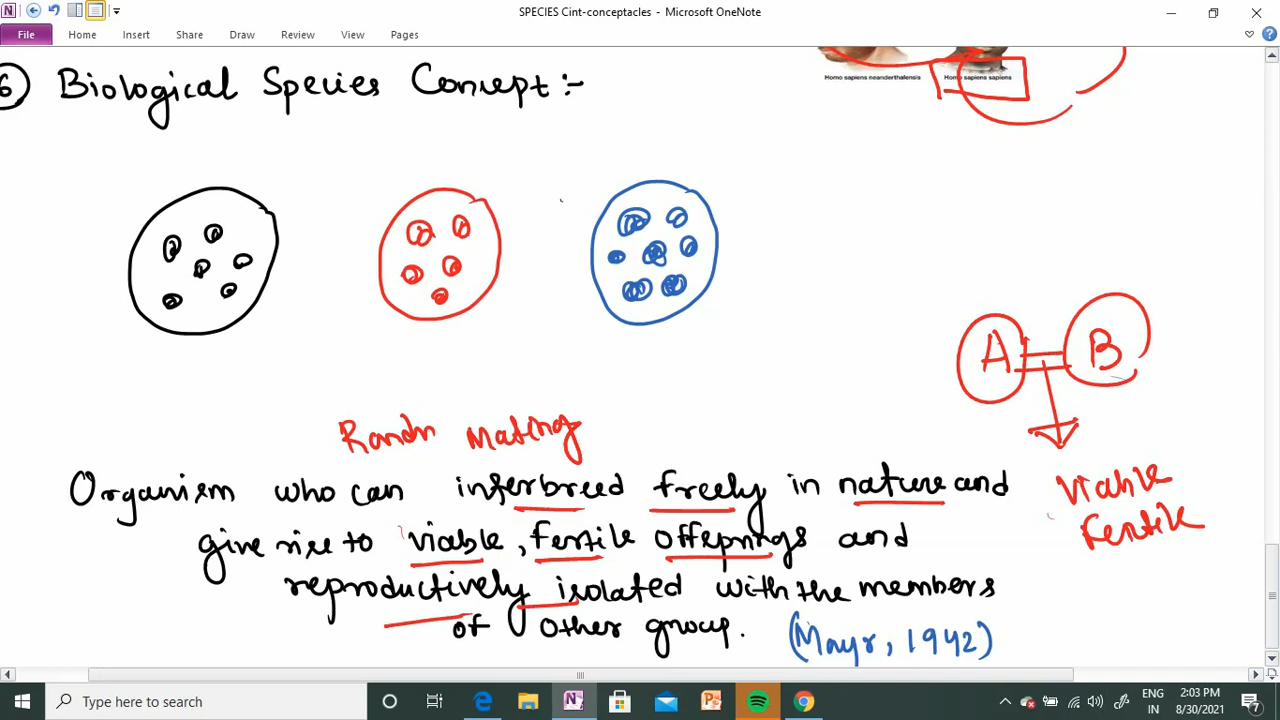 SPECIES Cint-conceptacles - Microsoft OneNote
File Home Insert Share Draw Review View Pages
Homo sapiens neanderthalensis Homo sapiens sapiens
6 Biological Species Concept :-
A B
Random Mating
Organism who can interbreed freely in nature and
give rise to viable, fertile offsprings and
reproductively isolated with the members
of other group. (Mayr, 1942)
Viable
Fertile
Type here to search
ENG
IN
2:03 PM
8/30/2021
7